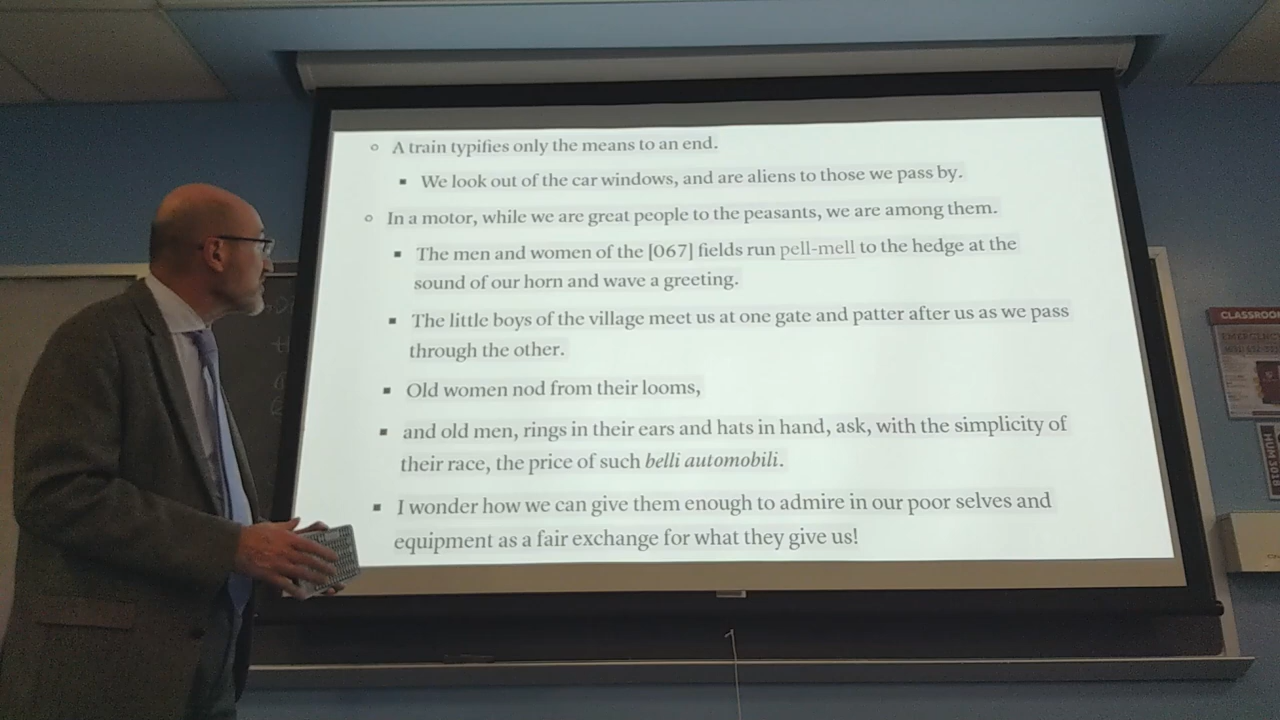 A train typifies only the means to an end.
We look out of the car windows, and are aliens to those we pass by.
In a motor, while we are great people to the peasants, we are among them.
The men and women of the [067] fields run pell-mell to the hedge at the
sound of our horn and wave a greeting.
The little boys of the village meet us at one gate and patter after us as we pass
through the other.
Old women nod from their looms,
and old men, rings in their ears and hats in hand, ask, with the simplicity of
their race, the price of such belli automobili.
I wonder how we can give them enough to admire in our poor selves and
equipment as a fair exchange for what they give us!
CLASSROO
EMERGENC
HUM 3018